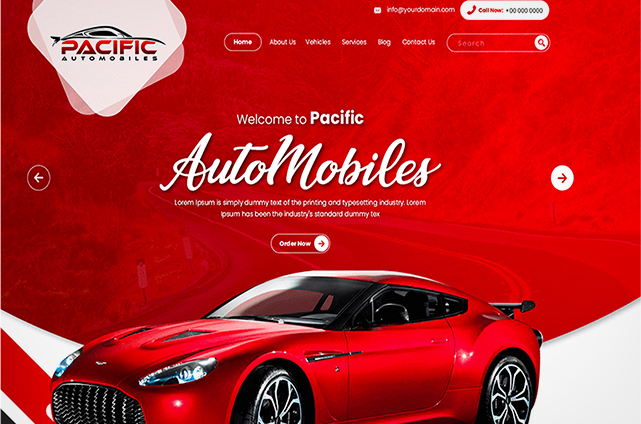 info@yourdomain.com
Call Now: +00 000 0000
PACIFIC
AUTOMOBILES
Home About Us Vehicles Services Blog Contact Us Search
Welcome to Pacific
AutoMobiles
Lorem Ipsum is simply dummy text of the printing and typesetting industry. Lorem
Ipsum has been the industry's standard dummy tex
Order Now